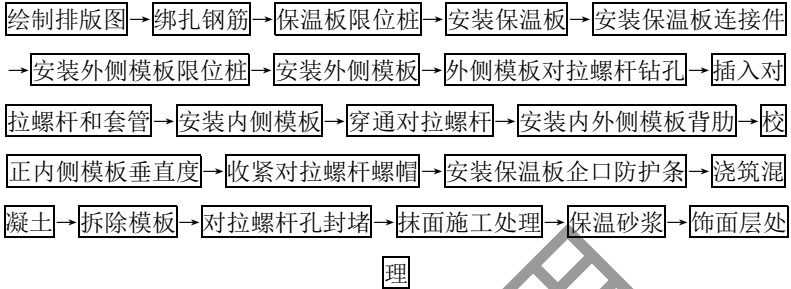 绘制排版图→绑扎钢筋→保温板限位桩→安装保温板→安装保温板连接件
→安装外侧模板限位桩→安装外侧模板→外侧模板对拉螺杆钻孔→插入对
拉螺杆和套管→安装内侧模板→穿通对拉螺杆→安装内外侧模板背肋→校
正内侧模板垂直度→收紧对拉螺杆螺帽→安装保温板企口防护条→浇筑混
凝土→拆除模板→对拉螺杆孔封堵→抹面施工处理→保温砂浆→饰面层处
理